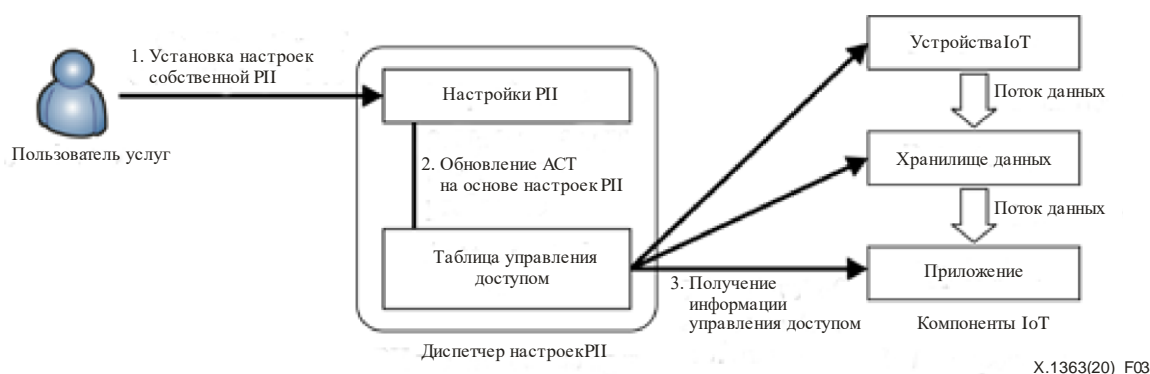 1. Установка настроек
собственной PII
Пользователь услуг
Настройки PII
2. Обновление ACT
на основе настроек PII
Таблица управления
доступом
Диспетчер настроекPII
3. Получение
информации
управления доступом
УстройстваIoT
Поток данных
Хранилище данных
Поток данных
Приложение
Компоненты IoT
X.1363(20)_F03